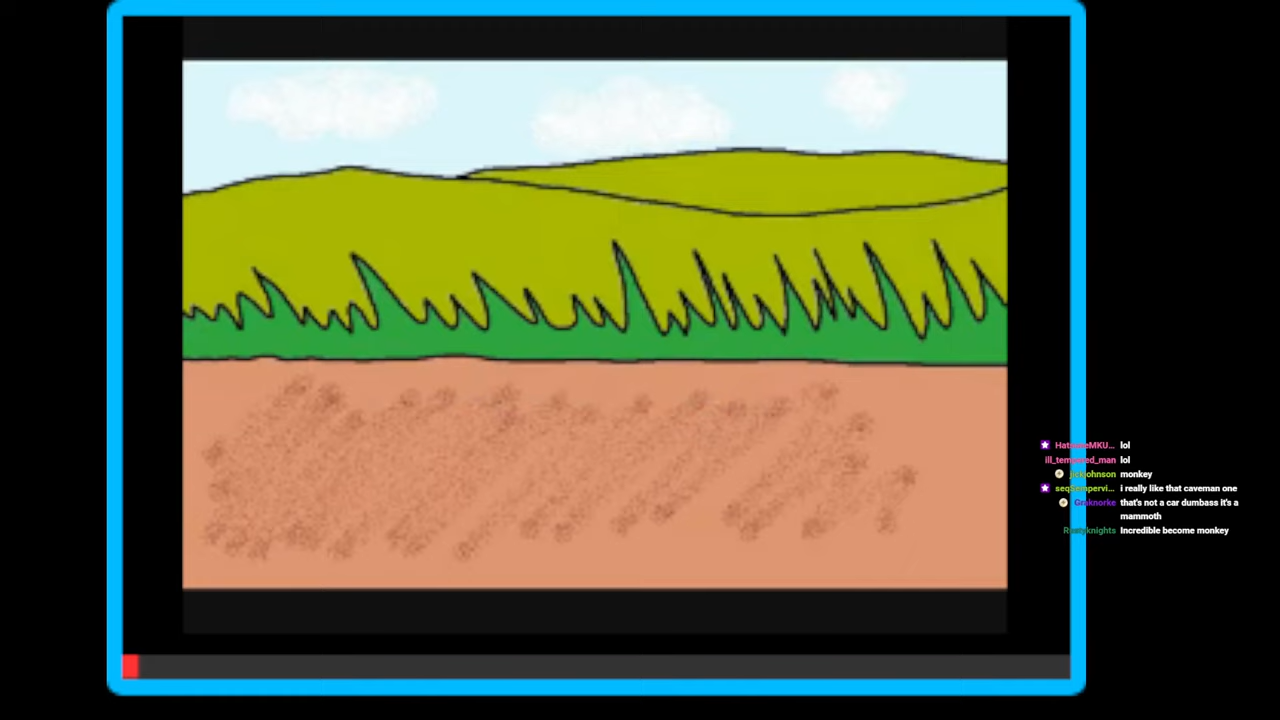 lol
ill_tempered_man lol
monkey
i really like that caveman one
that's not a car dumbass it's a
mammoth
Incredible become monkey